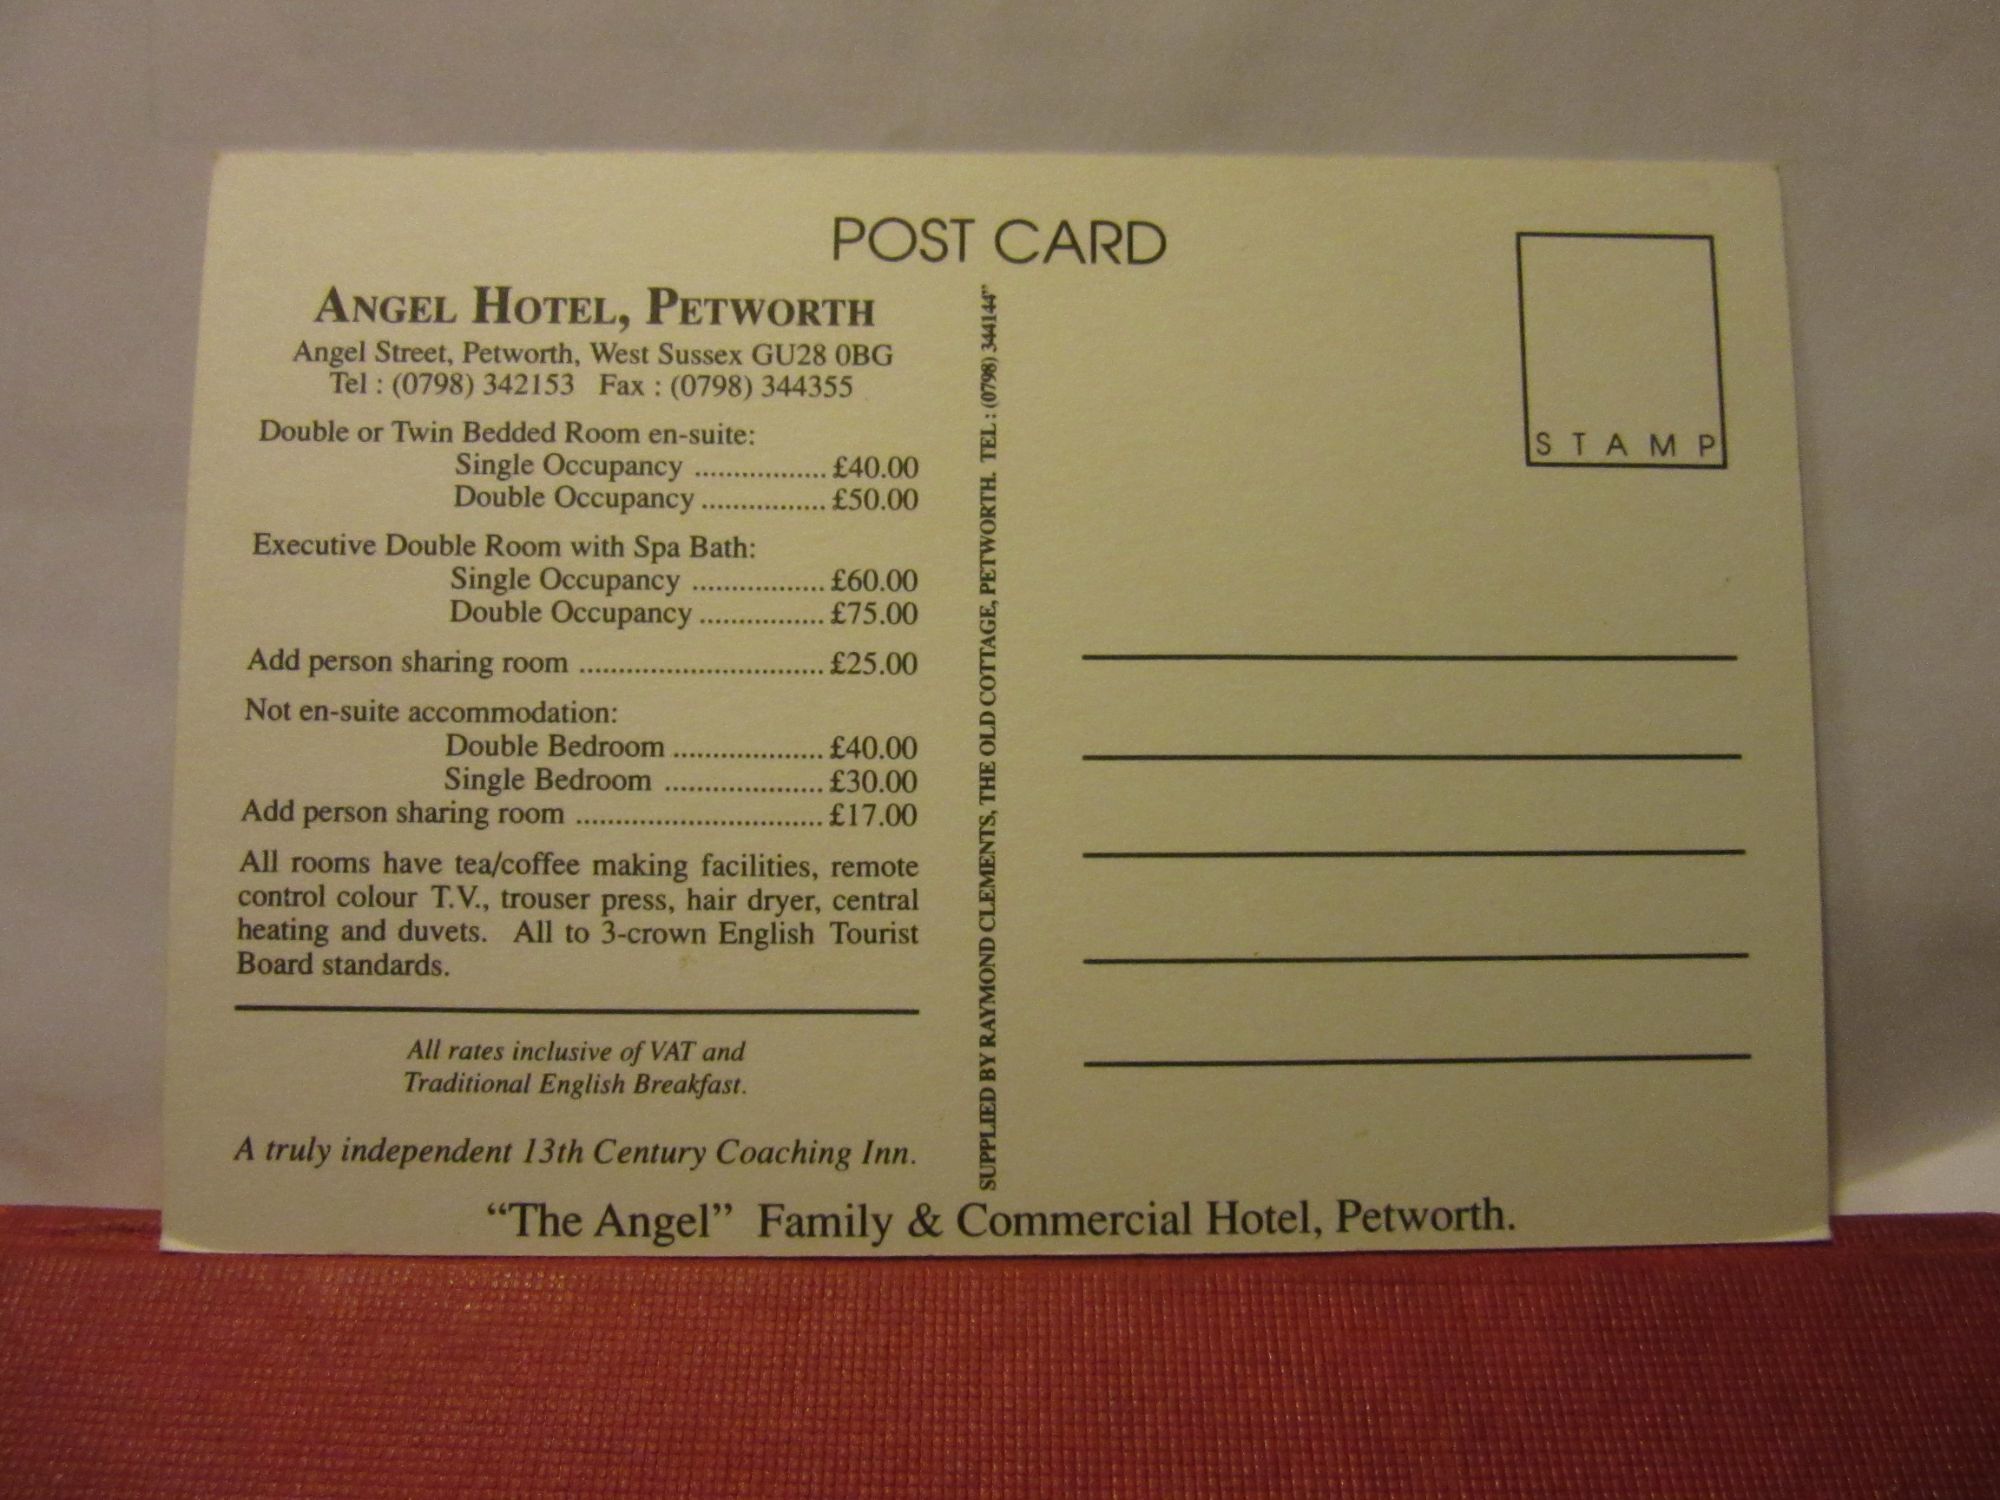 POST CARD
ANGEL HOTEL, PETWORTH
Angel Street, Petworth, West Sussex GU28 0BG
Tel : (0798) 342153 Fax : (0798) 344355
Double or Twin Bedded Room en-suite:
Single Occupancy ................. £40.00
Double Occupancy ................ £50.00
Executive Double Room with Spa Bath:
Single Occupancy ................. £60.00
Double Occupancy ................ £75.00
Add person sharing room ............................... £25.00
Not en-suite accommodation:
Double Bedroom ................... £40.00
Single Bedroom .................... £30.00
Add person sharing room ............................... £17.00
All rooms have tea/coffee making facilities, remote
control colour T.V., trouser press, hair dryer, central
heating and duvets. All to 3-crown English Tourist
Board standards.
All rates inclusive of VAT and
Traditional English Breakfast.
A truly independent 13th Century Coaching Inn.
SUPPLIED BY RAYMOND CLEMENTS, THE OLD COTTAGE, PETWORTH. TEL : (0798) 344144"
STAMP
“The Angel” Family & Commercial Hotel, Petworth.